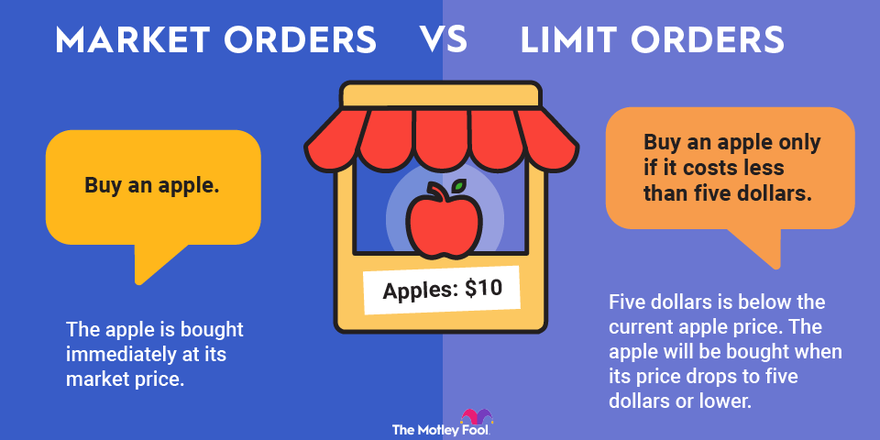 MARKET ORDERS VS LIMIT ORDERS
Buy an apple.
The apple is bought
immediately at its
market price.
Apples: $10
Buy an apple only
if it costs less
than five dollars.
Five dollars is below the
current apple price. The
apple will be bought when
its price drops to five
dollars or lower.
The Motley Fool